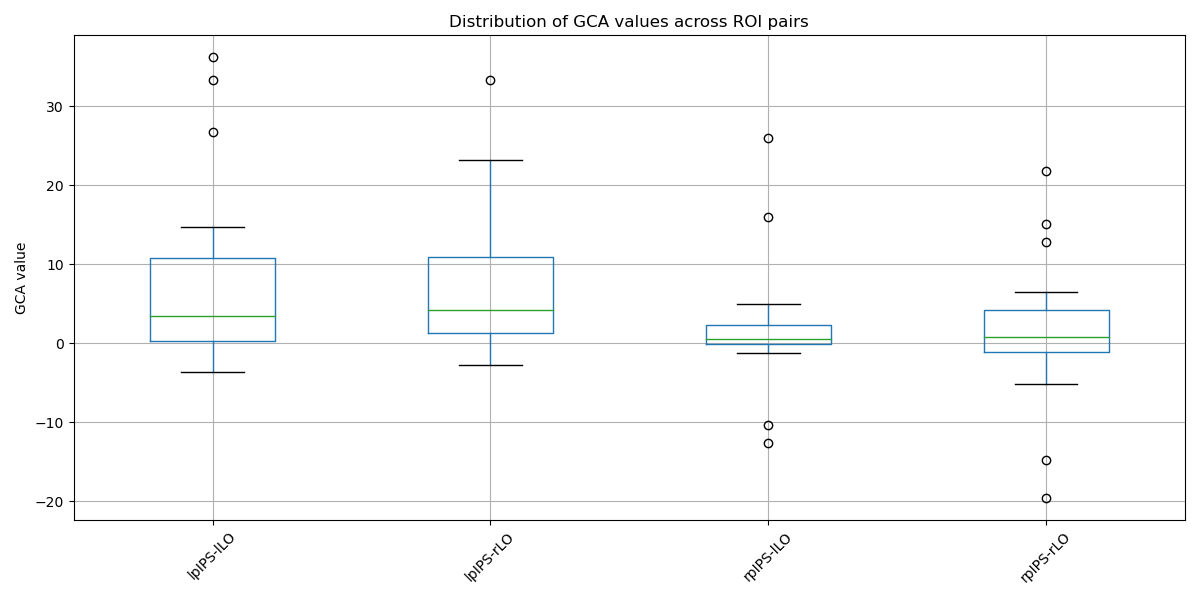 Distribution of GCA values across ROI pairs
GCA value
30
20
10
0
−10
−20
lpIPS-lLO
lpIPS-rLO
rpIPS-lLO
rpIPS-rLO